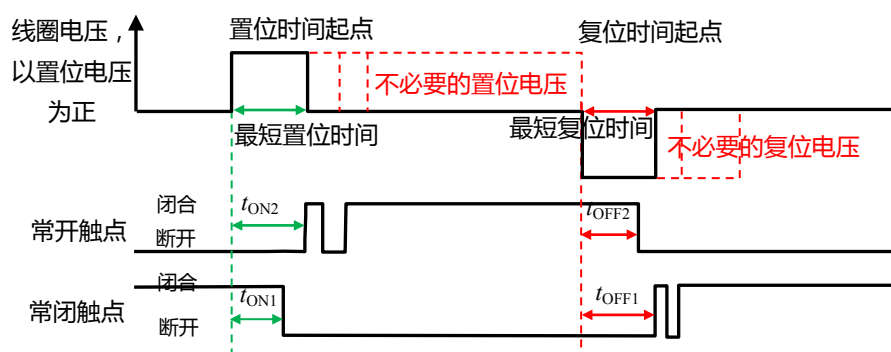 线圈电压，
以置位电压
为正
置位时间起点
复位时间起点
不必要的置位电压
最短置位时间
最短复位时间
不必要的复位电压
常开触点
闭合
断开
tON2
tOFF2
常闭触点
闭合
断开
tON1
tOFF1